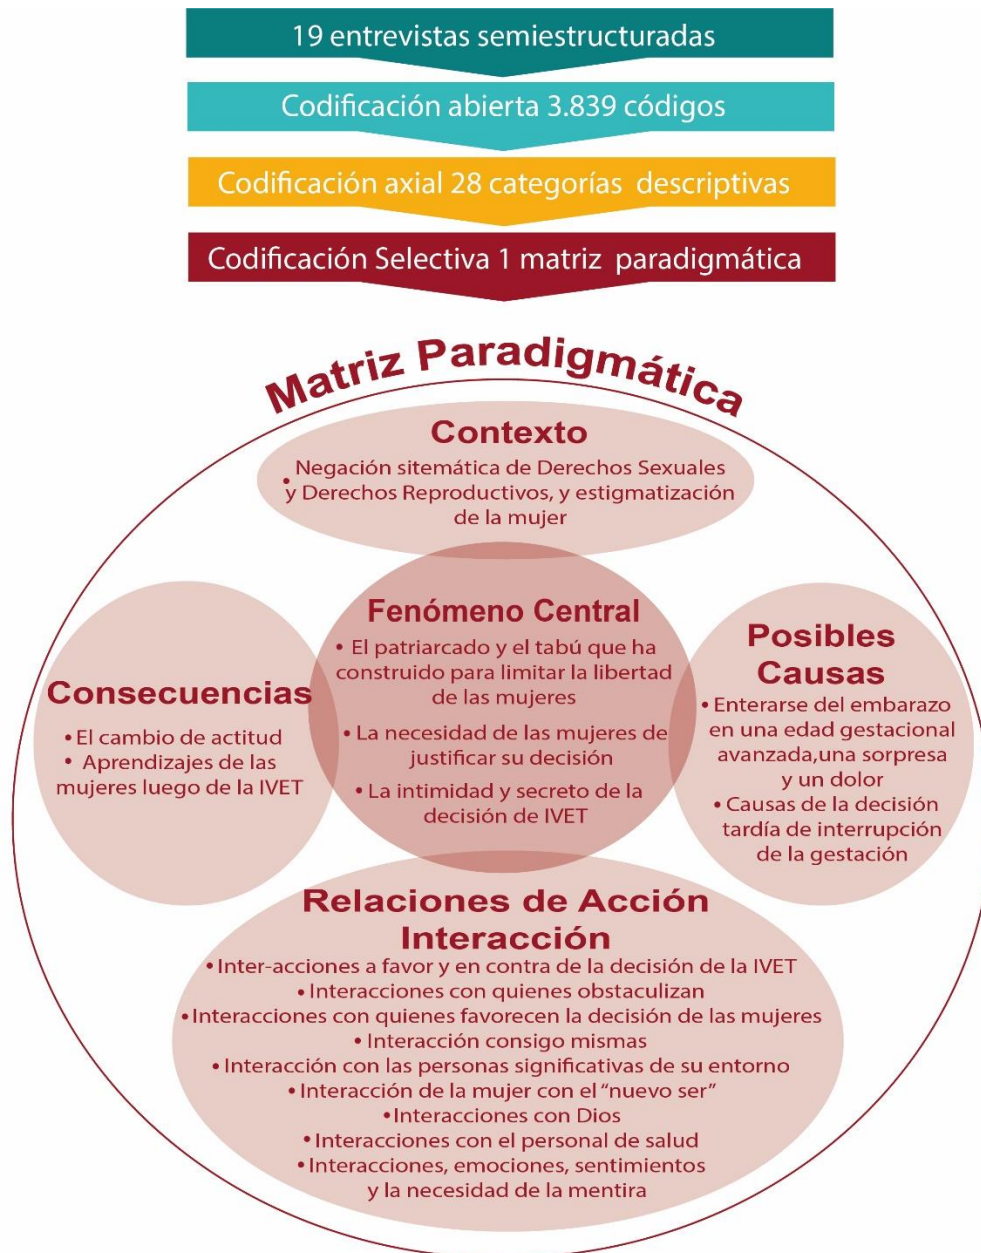 19 entrevistas semiestructuradas
Codificación abierta 3.839 códigos
Codificación axial 28 categorías descriptivas
Codificación Selectiva 1 matriz paradigmática
Matriz Paradigmática
Contexto
• Negación sitemática de Derechos Sexuales
y Derechos Reproductivos, y estigmatización
de la mujer
Fenómeno Central
• El patriarcado y el tabú que ha
construido para limitar la libertad
de las mujeres
• La necesidad de las mujeres de
justificar su decisión
• La intimidad y secreto de la
decisión de IVET
Consecuencias
• El cambio de actitud
• Aprendizajes de las
mujeres luego de la IVET
Posibles
Causas
• Enterarse del embarazo
en una edad gestacional
avanzada,una sorpresa
y un dolor
• Causas de la decisión
tardía de interrupción
de la gestación
Relaciones de Acción
Interacción
• Inter-acciones a favor y en contra de la decisión de la IVET
• Interacciones con quienes obstaculizan
• Interacciones con quienes favorecen la decisión de las mujeres
• Interacción consigo mismas
• Interacción con las personas significativas de su entorno
• Interacción de la mujer con el “nuevo ser”
• Interacciones con Dios
• Interacciones con el personal de salud
• Interacciones, emociones, sentimientos
y la necesidad de la mentira